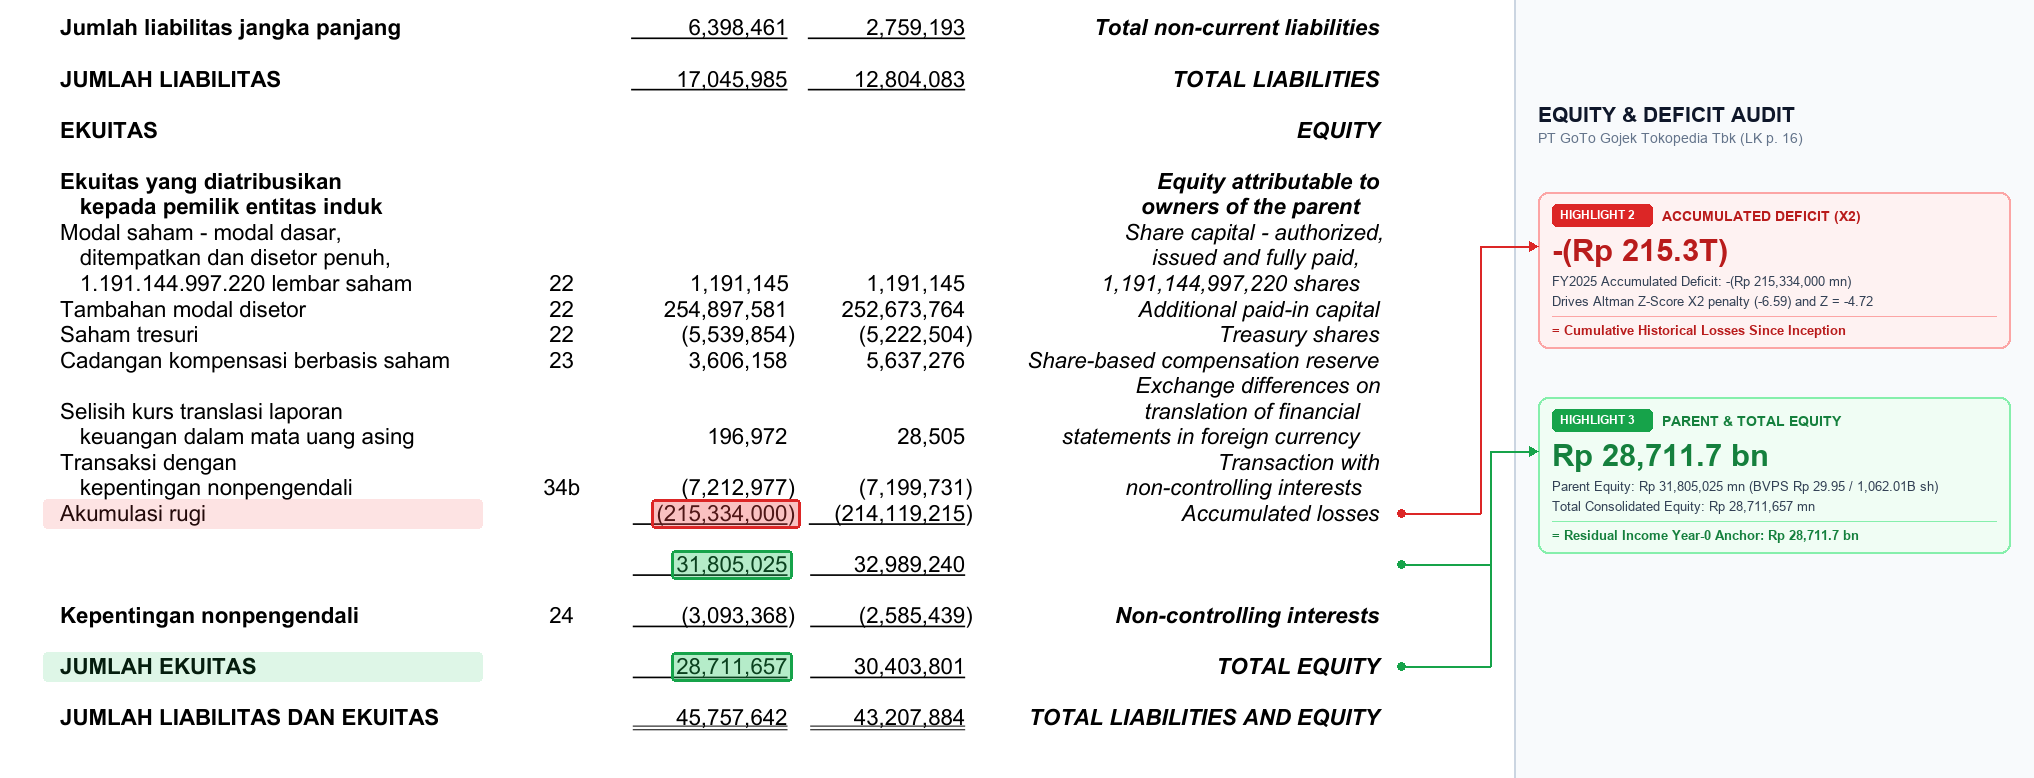 Jumlah liabilitas jangka panjang 6,398,461 2,759,193 Total non-current liabilities
JUMLAH LIABILITAS 17,045,985 12,804,083 TOTAL LIABILITIES
EKUITAS EQUITY
Ekuitas yang diatribusikan Equity attributable to
kepada pemilik entitas induk owners of the parent
Modal saham - modal dasar, Share capital - authorized,
ditempatkan dan disetor penuh, issued and fully paid,
1.191.144.997.220 lembar saham 22 1,191,145 1,191,145 1,191,144,997,220 shares
Tambahan modal disetor 22 254,897,581 252,673,764 Additional paid-in capital
Saham tresuri 22 (5,539,854) (5,222,504) Treasury shares
Cadangan kompensasi berbasis saham 23 3,606,158 5,637,276 Share-based compensation reserve
Exchange differences on
Selisih kurs translasi laporan translation of financial
keuangan dalam mata uang asing 196,972 28,505 statements in foreign currency
Transaksi dengan Transaction with
kepentingan nonpengendali 34b (7,212,977) (7,199,731) non-controlling interests
Akumulasi rugi (215,334,000) (214,119,215) Accumulated losses
31,805,025 32,989,240
Kepentingan nonpengendali 24 (3,093,368) (2,585,439) Non-controlling interests
JUMLAH EKUITAS 28,711,657 30,403,801 TOTAL EQUITY
JUMLAH LIABILITAS DAN EKUITAS 45,757,642 43,207,884 TOTAL LIABILITIES AND EQUITY
EQUITY & DEFICIT AUDIT
PT GoTo Gojek Tokopedia Tbk (LK p. 16)
HIGHLIGHT 2 ACCUMULATED DEFICIT (X2)
-(Rp 215.3T)
FY2025 Accumulated Deficit: -(Rp 215,334,000 mn)
Drives Altman Z-Score X2 penalty (-6.59) and Z = -4.72
= Cumulative Historical Losses Since Inception
HIGHLIGHT 3 PARENT & TOTAL EQUITY
Rp 28,711.7 bn
Parent Equity: Rp 31,805,025 mn (BVPS Rp 29.95 / 1,062.01B sh)
Total Consolidated Equity: Rp 28,711,657 mn
= Residual Income Year-0 Anchor: Rp 28,711.7 bn